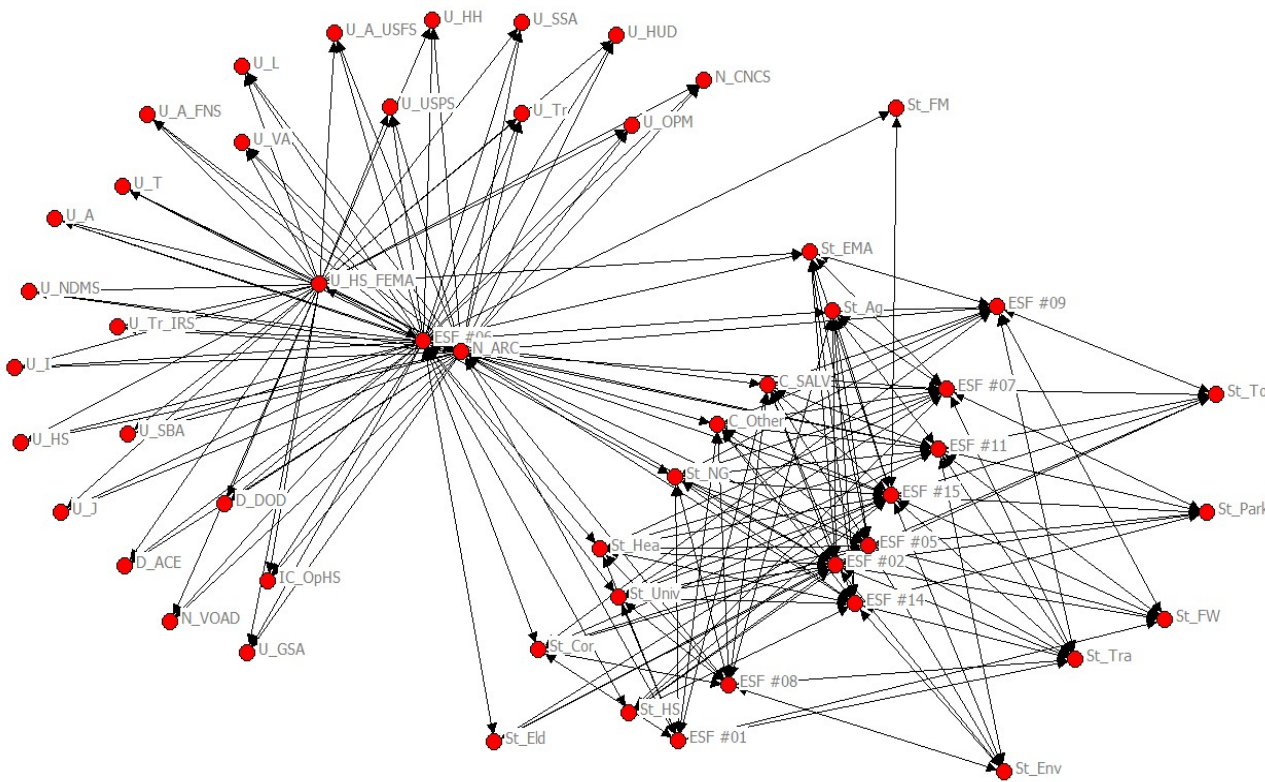 U_HH
U_SSA
U_A_USFS
U_HUD
U_L
N_CNCS
U_USPS
St_FM
U_A_FNS
U_Tr
U_OPM
U_VA
U_T
U_A
St_EMA
U_HS_FEMA
U_NDMS
St_Ag
ESF #09
U_Tr_IRS
ESF #06
N_ARC
U_I
C_SALV
ESF #07
St_To
C_Other
U_HS
U_SBA
ESF #11
St_NG
ESF #15
D_DOD
U_J
St_Park
ESF #05
St_Hea
D_ACE
ESF #02
IC_OpHS
St_Univ
ESF #14
N_VOAD
St_FW
U_GSA
St_Cor
St_Tra
ESF #08
St_HS
St_Eld
ESF #01
St_Env